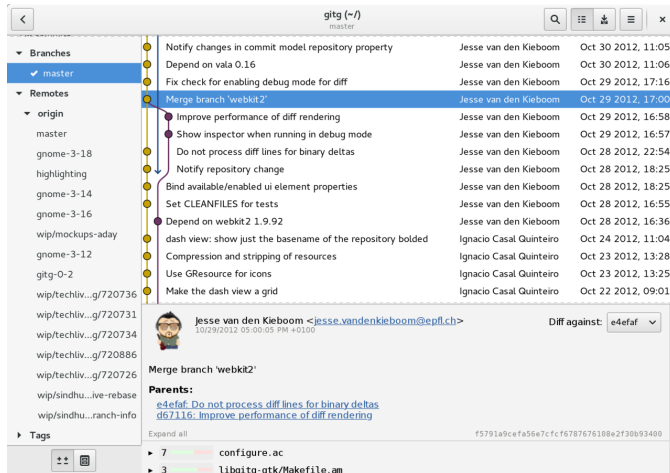 gitg (~/)
master
Branches
master
Remotes
origin
master
gnome-3-18
highlighting
gnome-3-14
gnome-3-16
wip/mockups-aday
gnome-3-12
gitg-0-2
wip/techliv...g/720736
wip/techliv...g/720731
wip/techliv...g/720734
wip/techliv...g/720886
wip/techliv...g/720726
wip/sindhu...ive-rebase
wip/sindhu...ranch-info
Tags
Notify changes in commit model repository property Jesse van den Kieboom Oct 30 2012, 11:05
Depend on vala 0.16 Jesse van den Kieboom Oct 30 2012, 11:06
Fix check for enabling debug mode for diff Jesse van den Kieboom Oct 29 2012, 17:16
Merge branch 'webkit2' Jesse van den Kieboom Oct 29 2012, 17:00
Improve performance of diff rendering Jesse van den Kieboom Oct 29 2012, 16:58
Show inspector when running in debug mode Jesse van den Kieboom Oct 29 2012, 16:57
Do not process diff lines for binary deltas Jesse van den Kieboom Oct 28 2012, 22:54
Notify repository change Jesse van den Kieboom Oct 28 2012, 18:25
Bind available/enabled ui element properties Jesse van den Kieboom Oct 28 2012, 18:25
Set CLEANFILES for tests Jesse van den Kieboom Oct 28 2012, 16:55
Depend on webkit2 1.9.92 Jesse van den Kieboom Oct 28 2012, 16:36
dash view: show just the basename of the repository bolded Ignacio Casal Quinteiro Oct 24 2012, 11:04
Compression and stripping of resources Ignacio Casal Quinteiro Oct 23 2012, 13:28
Use GResource for icons Ignacio Casal Quinteiro Oct 23 2012, 13:25
Make the dash view a grid Ignacio Casal Quinteiro Oct 22 2012, 09:01
Jesse van den Kieboom <jesse.vandenkieboom@epfl.ch> Diff against: e4efaf
10/29/2012 05:00:05 PM +0100
Merge branch 'webkit2'
Parents:
e4efaf: Do not process diff lines for binary deltas
d67116: Improve performance of diff rendering
Expand all f5791a9cefa56e7cfcf6787676108e2f30b93400
7 configure.ac
3 libgitg-gtk/Makefile.am